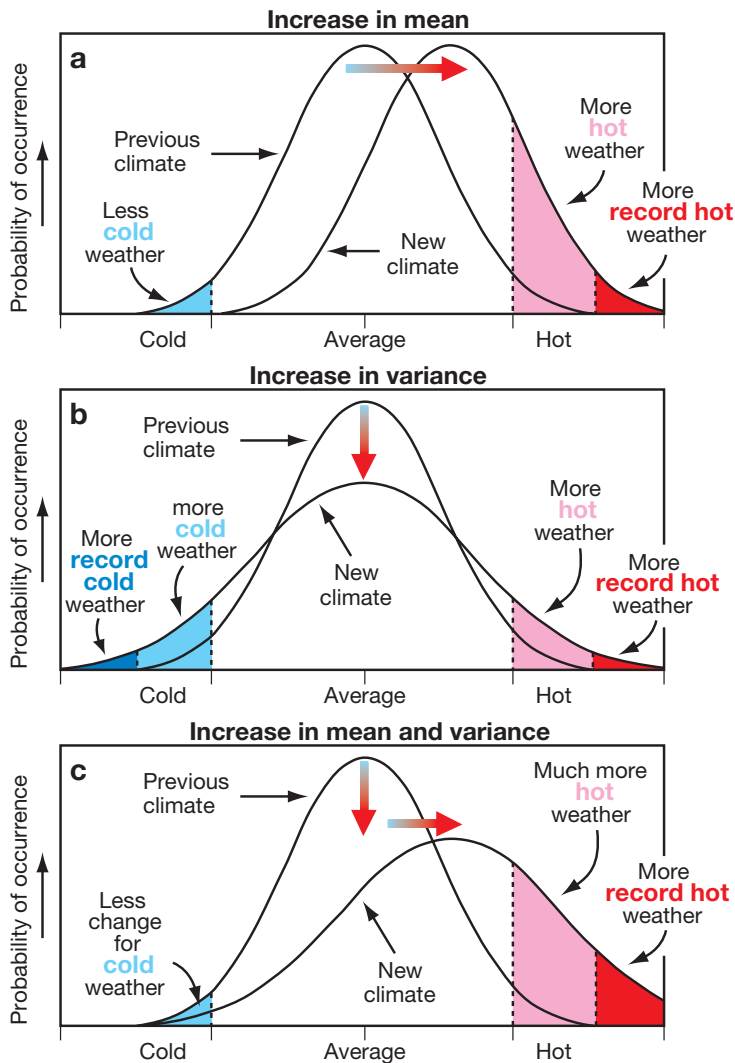 Increase in mean
a
Probability of occurrence
Previous
climate
Less
cold
weather
New
climate
More
hot
weather
More
record hot
weather
Cold
Average
Hot
Increase in variance
b
Probability of occurrence
Previous
climate
more
cold
weather
More
record
cold
weather
New
climate
More
hot
weather
More
record hot
weather
Cold
Average
Hot
Increase in mean and variance
c
Probability of occurrence
Previous
climate
Less
change
for
cold
weather
New
climate
Much more
hot
weather
More
record hot
weather
Cold
Average
Hot